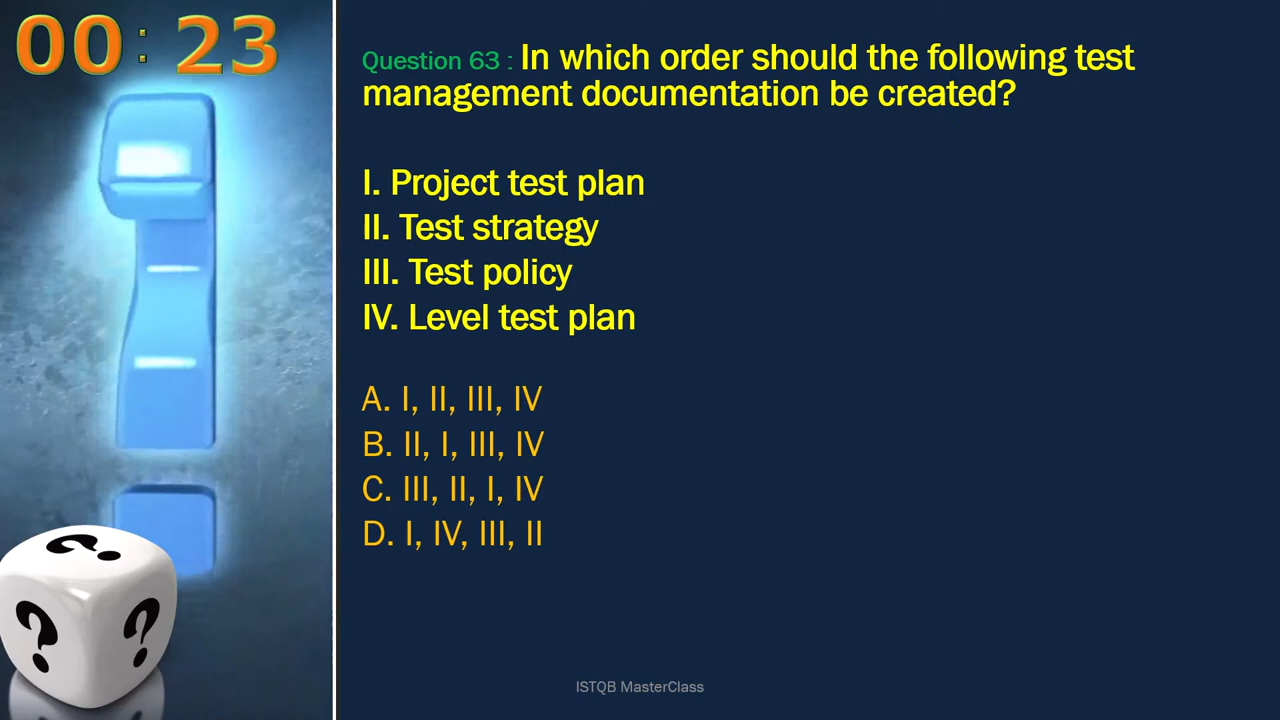 00:23
Question 63 : In which order should the following test
management documentation be created?
I. Project test plan
II. Test strategy
III. Test policy
IV. Level test plan
A. I, II, III, IV
B. II, I, III, IV
C. III, II, I, IV
D. I, IV, III, II
? ? ?
ISTQB MasterClass